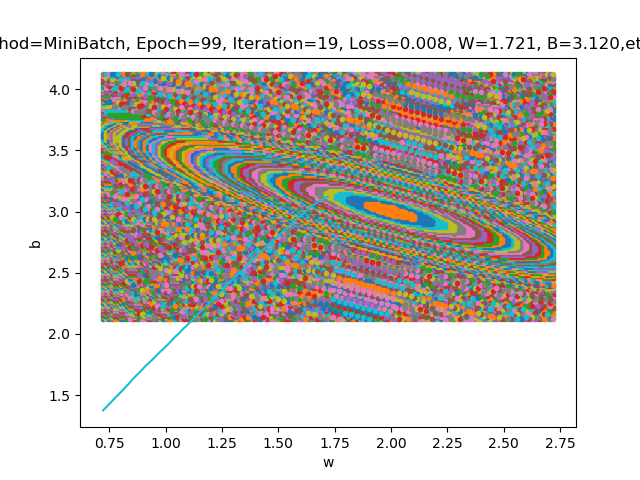 hod=MiniBatch, Epoch=99, Iteration=19, Loss=0.008, W=1.721, B=3.120,et
4.0
3.5
3.0
2.5
2.0
1.5
b
0.75 1.00 1.25 1.50 1.75 2.00 2.25 2.50 2.75
w